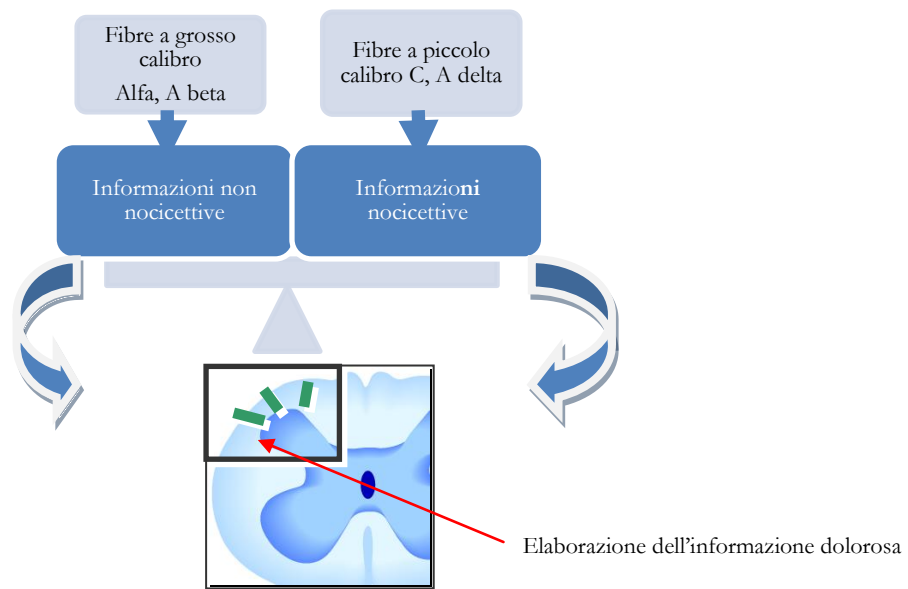 Fibre a grosso
calibro
Alfa, A beta
Fibre a piccolo
calibro C, A delta
Informazioni non
nocicettive
Informazioni
nocicettive
Elaborazione dell'informazione dolorosa